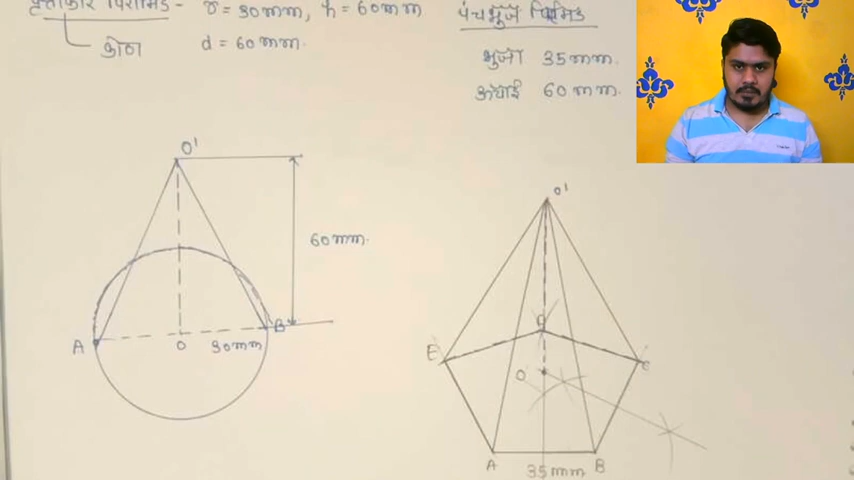 वृत्ताकार पिरामिड - r = 30mm, h = 60mm
कोण d = 60mm.
पंचभुज पिरामिड
भुजा 35mm.
ऊंचाई 60mm.
O'
60mm.
A O 30mm B
O'
D
E C
O
A 35mm B